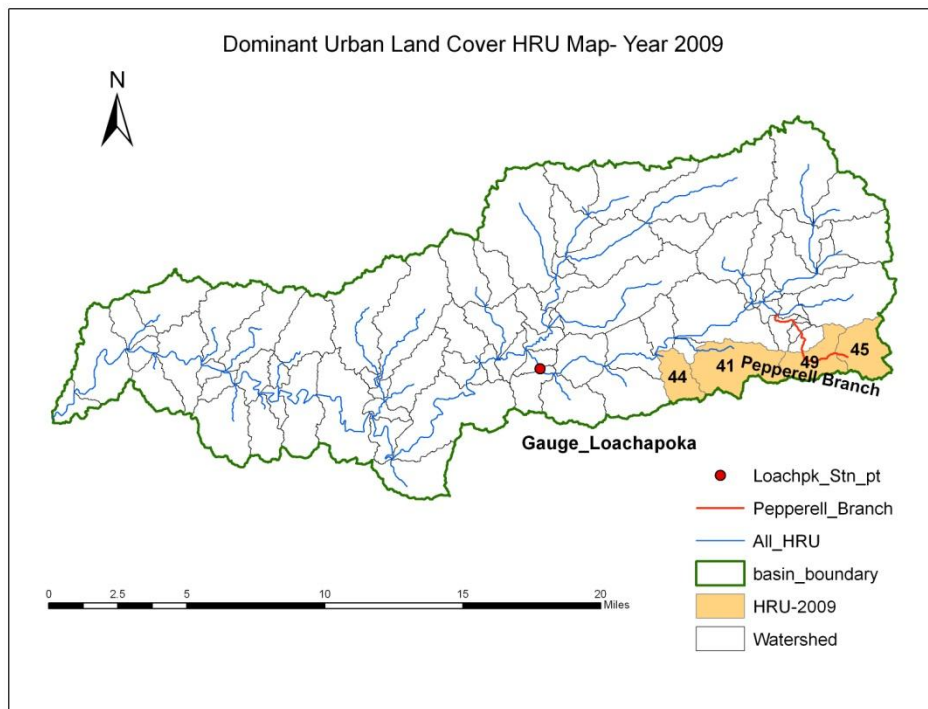 Dominant Urban Land Cover HRU Map- Year 2009
N
45
49
44
41
Pepperell Branch
Gauge_Loachapoka
Loachpk_Stn_pt
Pepperell_Branch
All_HRU
basin_boundary
HRU-2009
Watershed
0 2.5 5 10 15 20
Miles